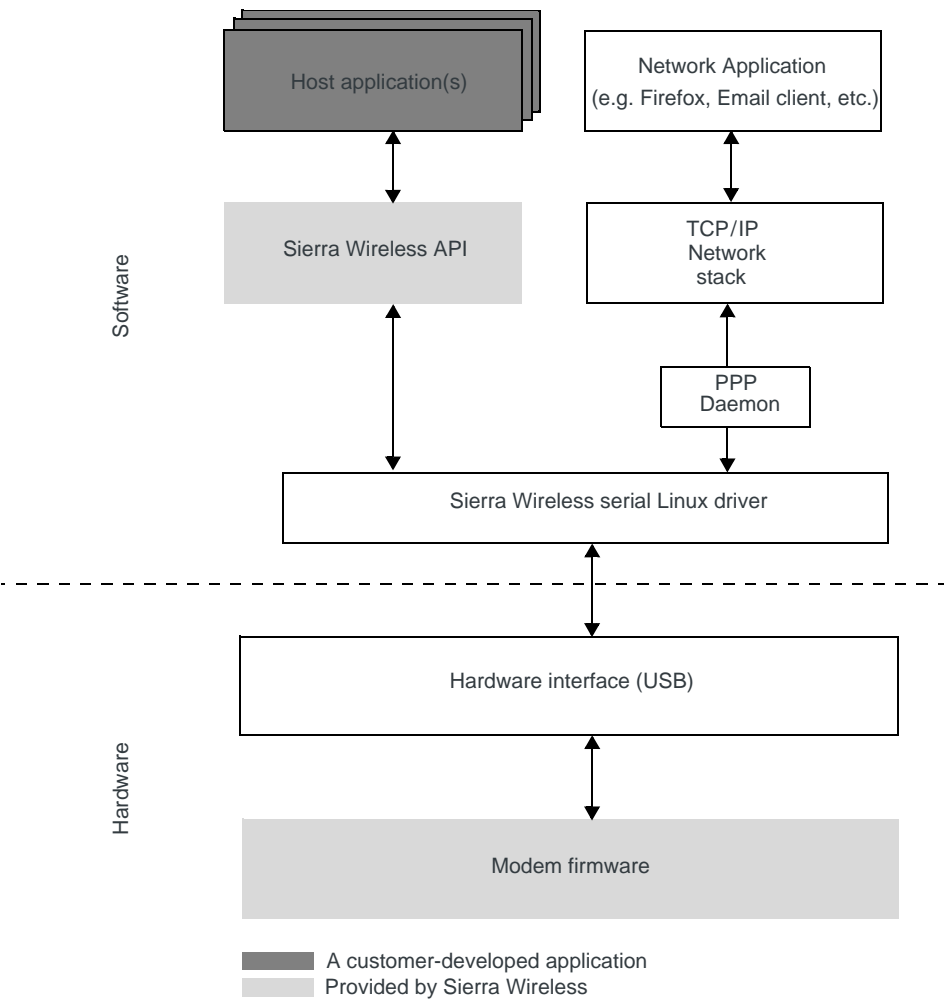 Host application(s)
Network Application
(e.g. Firefox, Email client, etc.)
Sierra Wireless API
TCP/IP
Network
stack
Software
PPP
Daemon
Sierra Wireless serial Linux driver
Hardware interface (USB)
Hardware
Modem firmware
A customer-developed application
Provided by Sierra Wireless